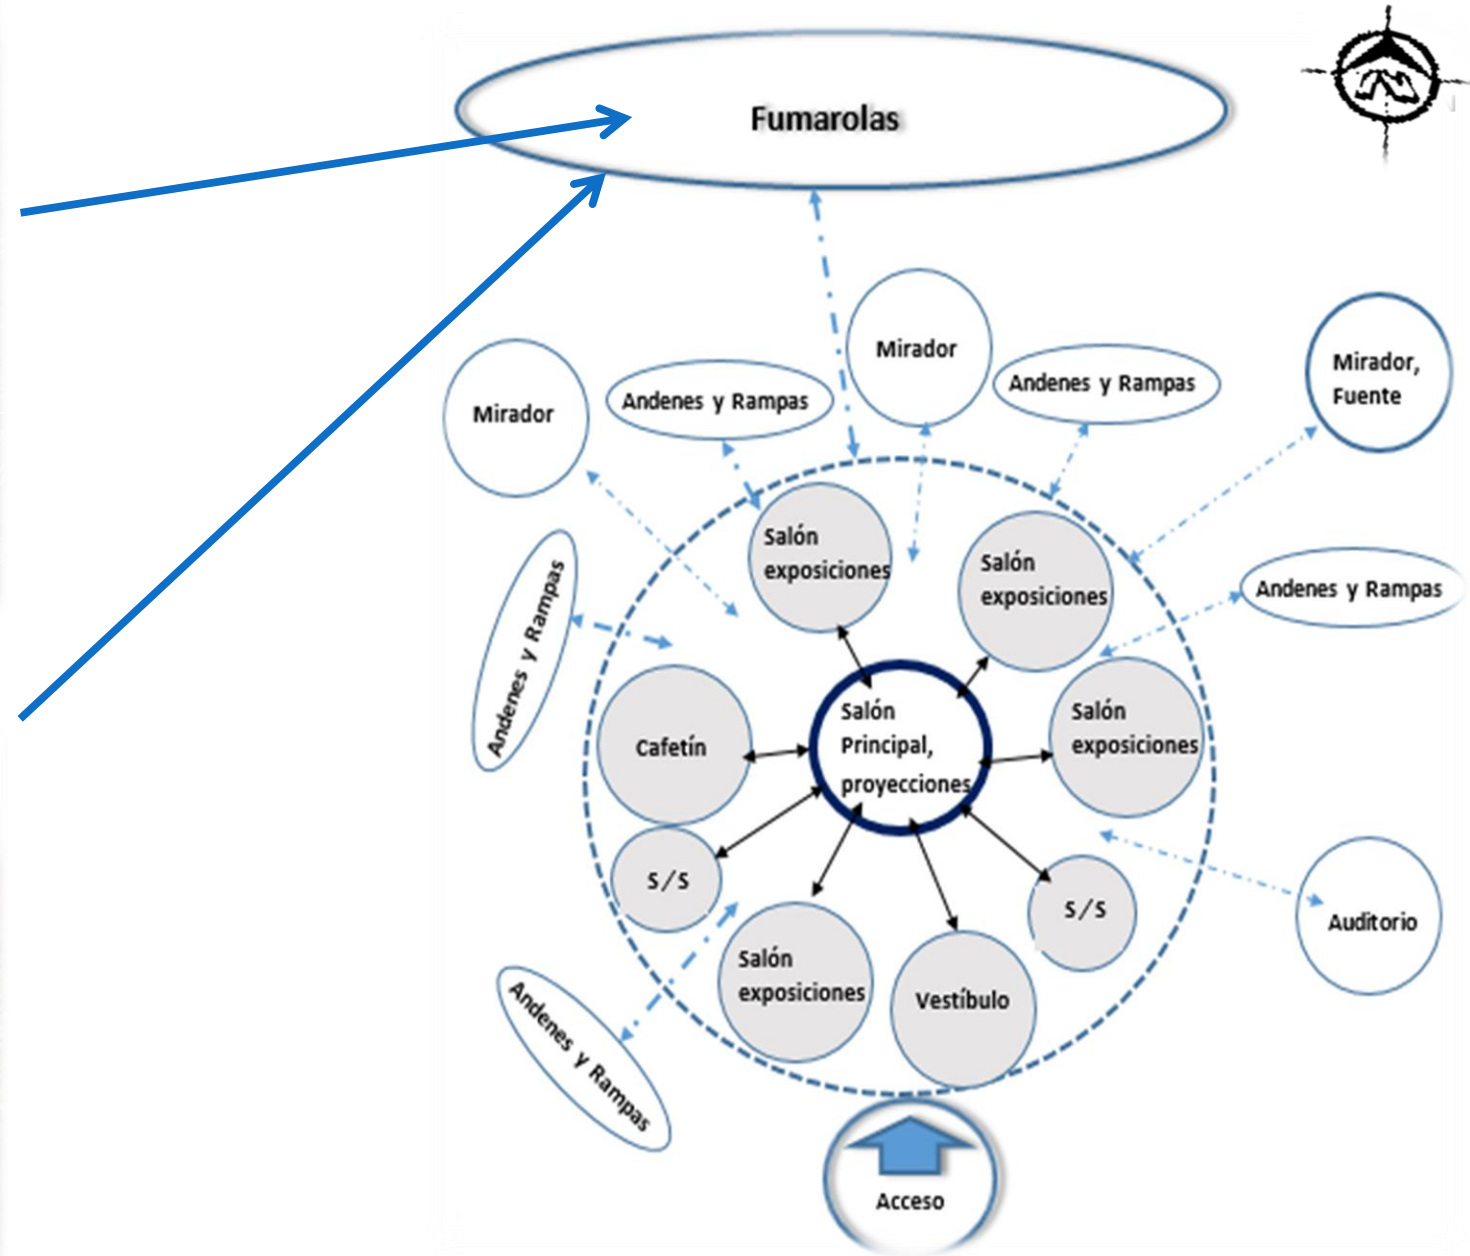 Fumarolas
Mirador
Andenes y Rampas
Mirador
Andenes y Rampas
Mirador,
Fuente
Andenes y Rampas
Salón
exposiciones
Salón
exposiciones
Andenes y Rampas
Cafetín
Salón
Principal,
proyecciones
Salón
exposiciones
S/S
S/S
Auditorio
Salón
exposiciones
Vestíbulo
Andenes y Rampas
Acceso
N